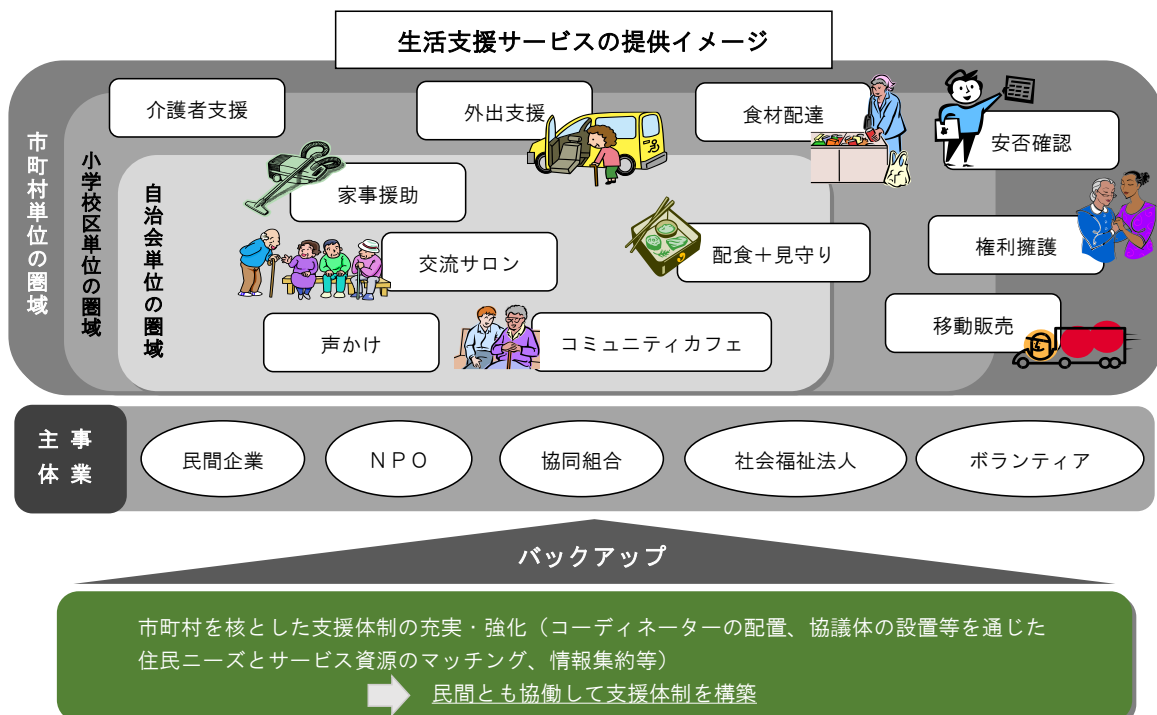 生活支援サービスの提供イメージ
市町村単位の圏域
小学校区単位の圏域
自治会単位の圏域
介護者支援
外出支援
食材配達
安否確認
家事援助
交流サロン
配食＋見守り
権利擁護
声かけ
コミュニティカフェ
移動販売
事業
主体
民間企業
ＮＰＯ
協同組合
社会福祉法人
ボランティア
バックアップ
市町村を核とした支援体制の充実・強化（コーディネーターの配置、協議体の設置等を通じた
住民ニーズとサービス資源のマッチング、情報集約等）
民間とも協働して支援体制を構築